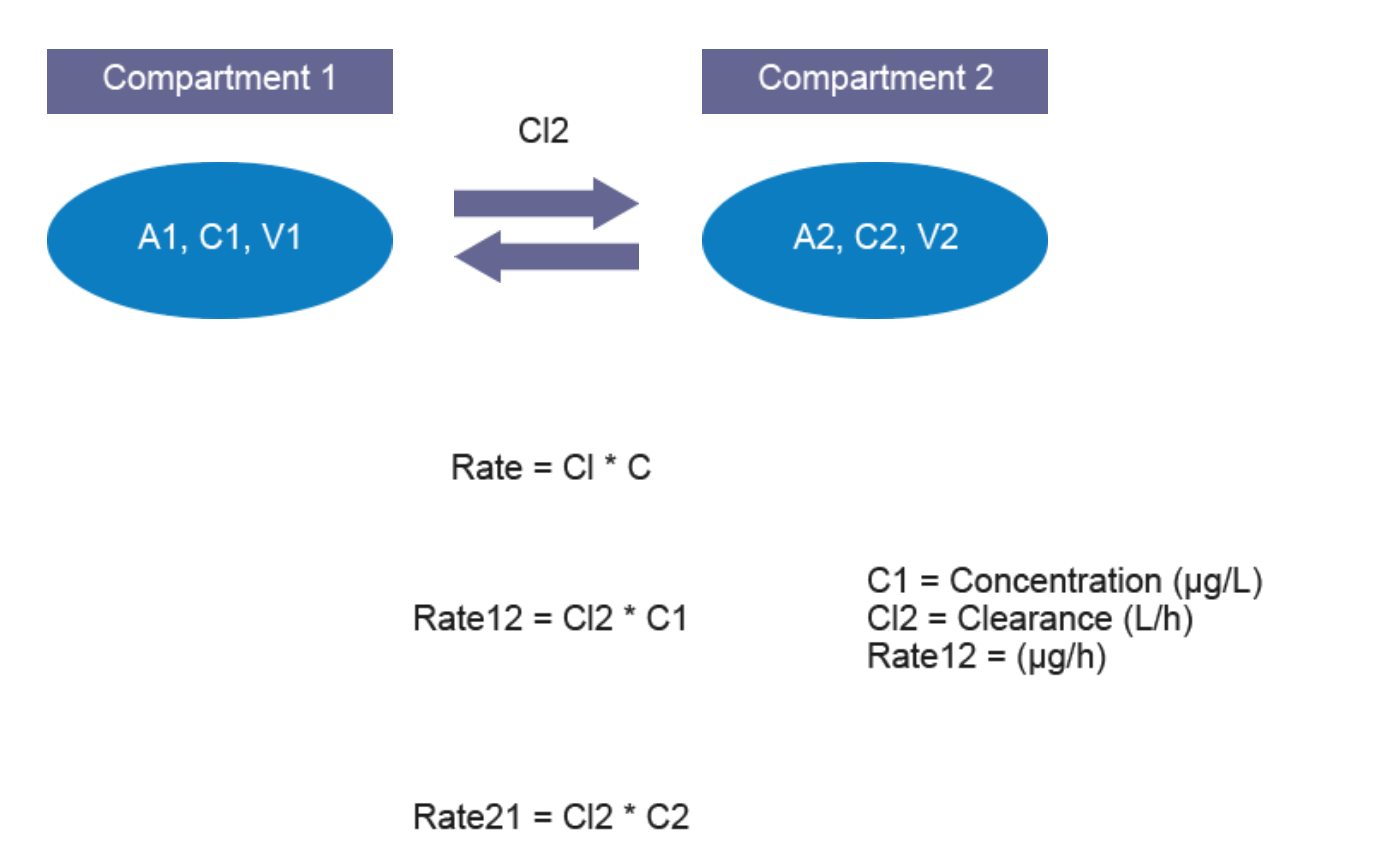 Compartment 1
Compartment 2
Cl2
A1, C1, V1
A2, C2, V2
Rate = Cl * C
Rate12 = Cl2 * C1
C1 = Concentration (µg/L)
Cl2 = Clearance (L/h)
Rate12 = (µg/h)
Rate21 = Cl2 * C2